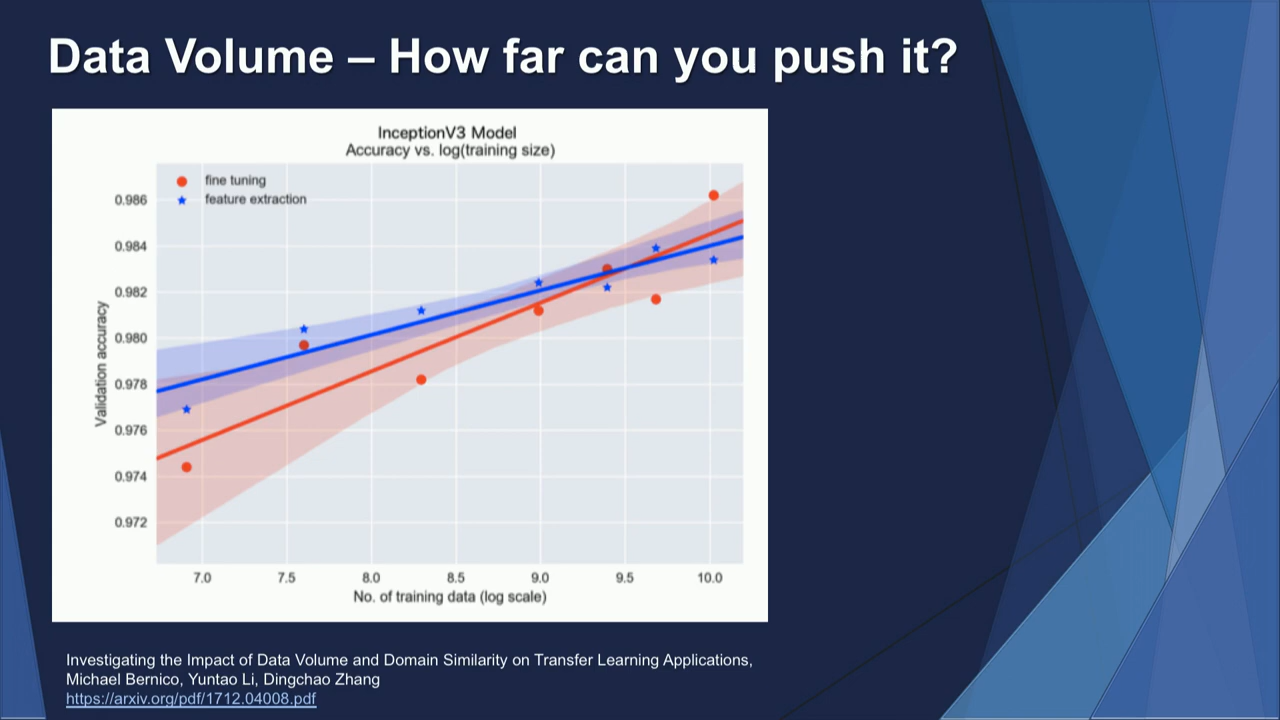 Data Volume – How far can you push it?
InceptionV3 Model
Accuracy vs. log(training size)
fine tuning
feature extraction
0.986
0.984
0.982
0.980
0.978
0.976
0.974
0.972
Validation accuracy
7.0 7.5 8.0 8.5 9.0 9.5 10.0
No. of training data (log scale)
Investigating the Impact of Data Volume and Domain Similarity on Transfer Learning Applications,
Michael Bernico, Yuntao Li, Dingchao Zhang
https://arxiv.org/pdf/1712.04008.pdf